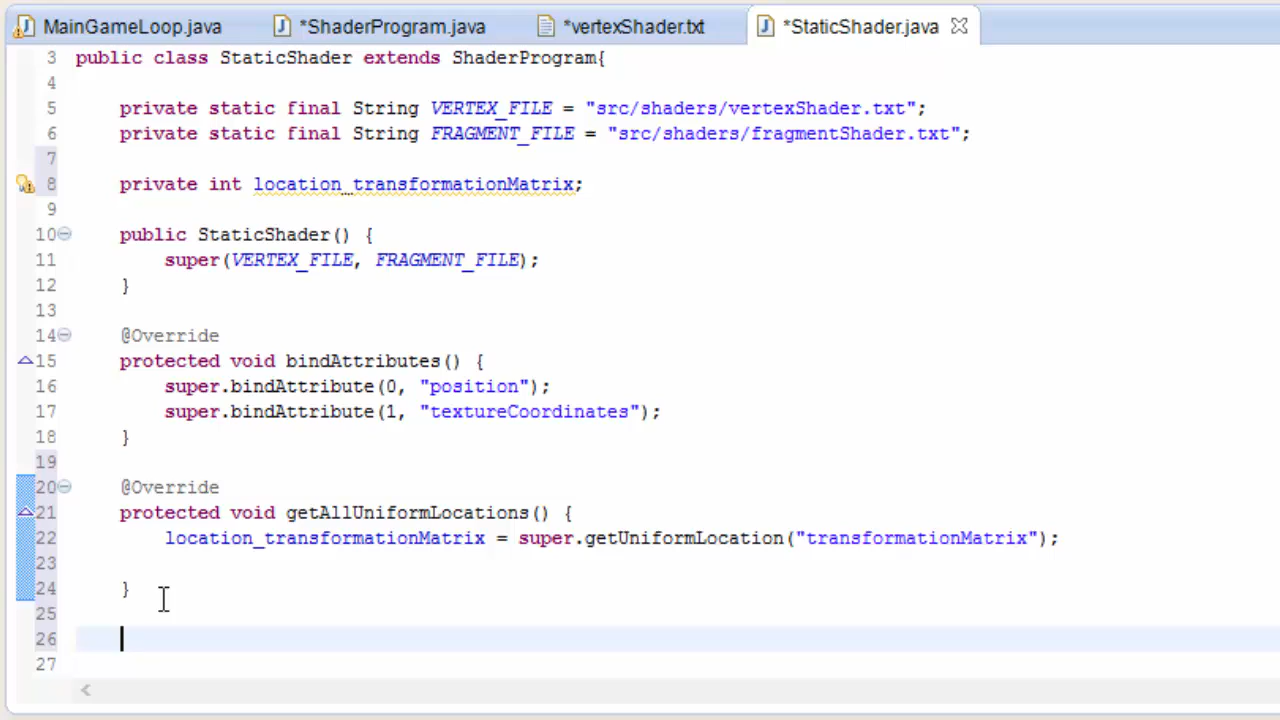 MainGameLoop.java *ShaderProgram.java *vertexShader.txt *StaticShader.java
3 public class StaticShader extends ShaderProgram{
4
5 private static final String VERTEX_FILE = "src/shaders/vertexShader.txt";
6 private static final String FRAGMENT_FILE = "src/shaders/fragmentShader.txt";
7
8 private int location_transformationMatrix;
9
10 public StaticShader() {
11 super(VERTEX_FILE, FRAGMENT_FILE);
12 }
13
14 @Override
15 protected void bindAttributes() {
16 super.bindAttribute(0, "position");
17 super.bindAttribute(1, "textureCoordinates");
18 }
19
20 @Override
21 protected void getAllUniformLocations() {
22 location_transformationMatrix = super.getUniformLocation("transformationMatrix");
23
24 }
25
26
27